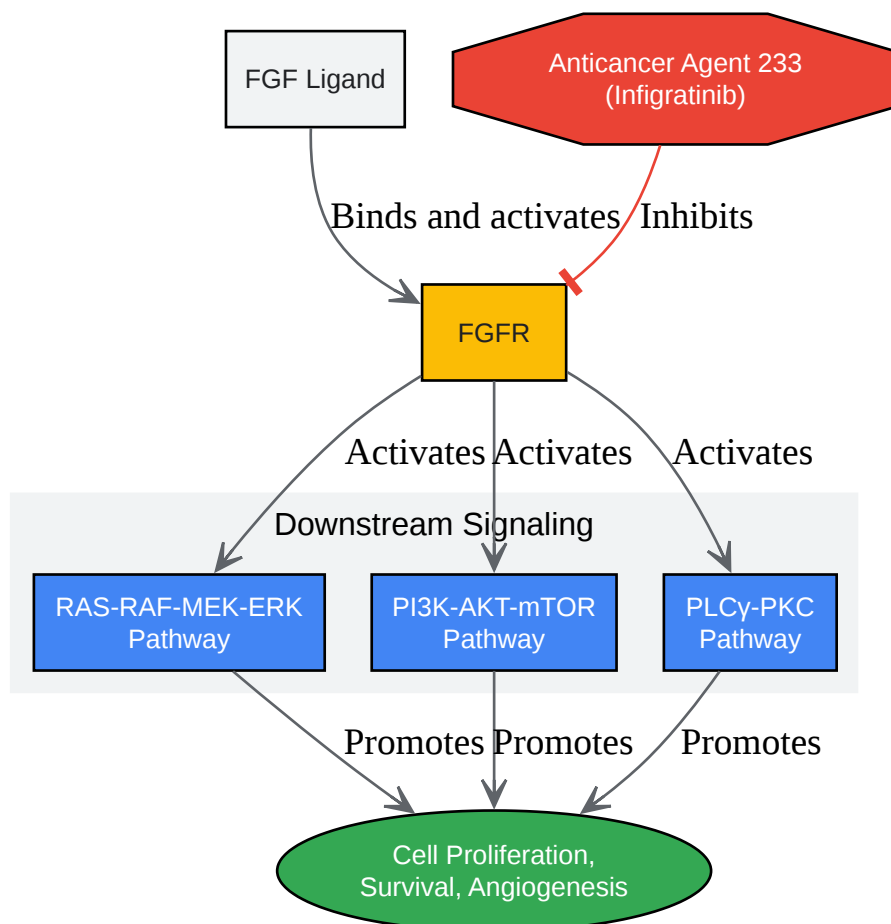 FGF Ligand
Anticancer Agent 233
(Infigratinib)
Binds and activates
Inhibits
FGFR
Activates
Activates
Activates
Downstream Signaling
RAS-RAF-MEK-ERK
Pathway
PI3K-AKT-mTOR
Pathway
PLCγ-PKC
Pathway
Promotes
Promotes
Promotes
Cell Proliferation,
Survival, Angiogenesis